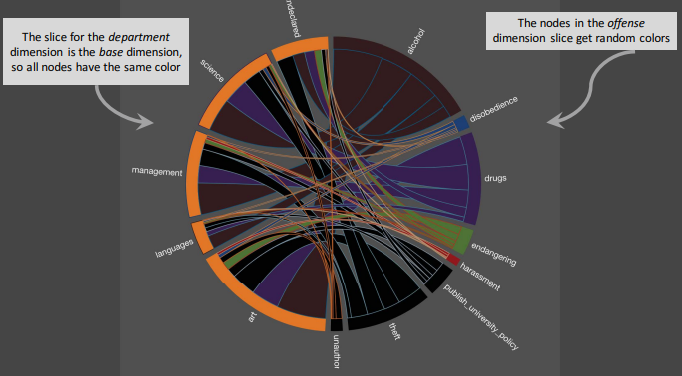 The slice for the department
dimension is the base dimension,
so all nodes have the same color
The nodes in the offense
dimension slice get random colors
undeclared
alcohol
science
disobedience
management
drugs
languages
endangering
harassment
publish_university_policy
art
theft
unauthor